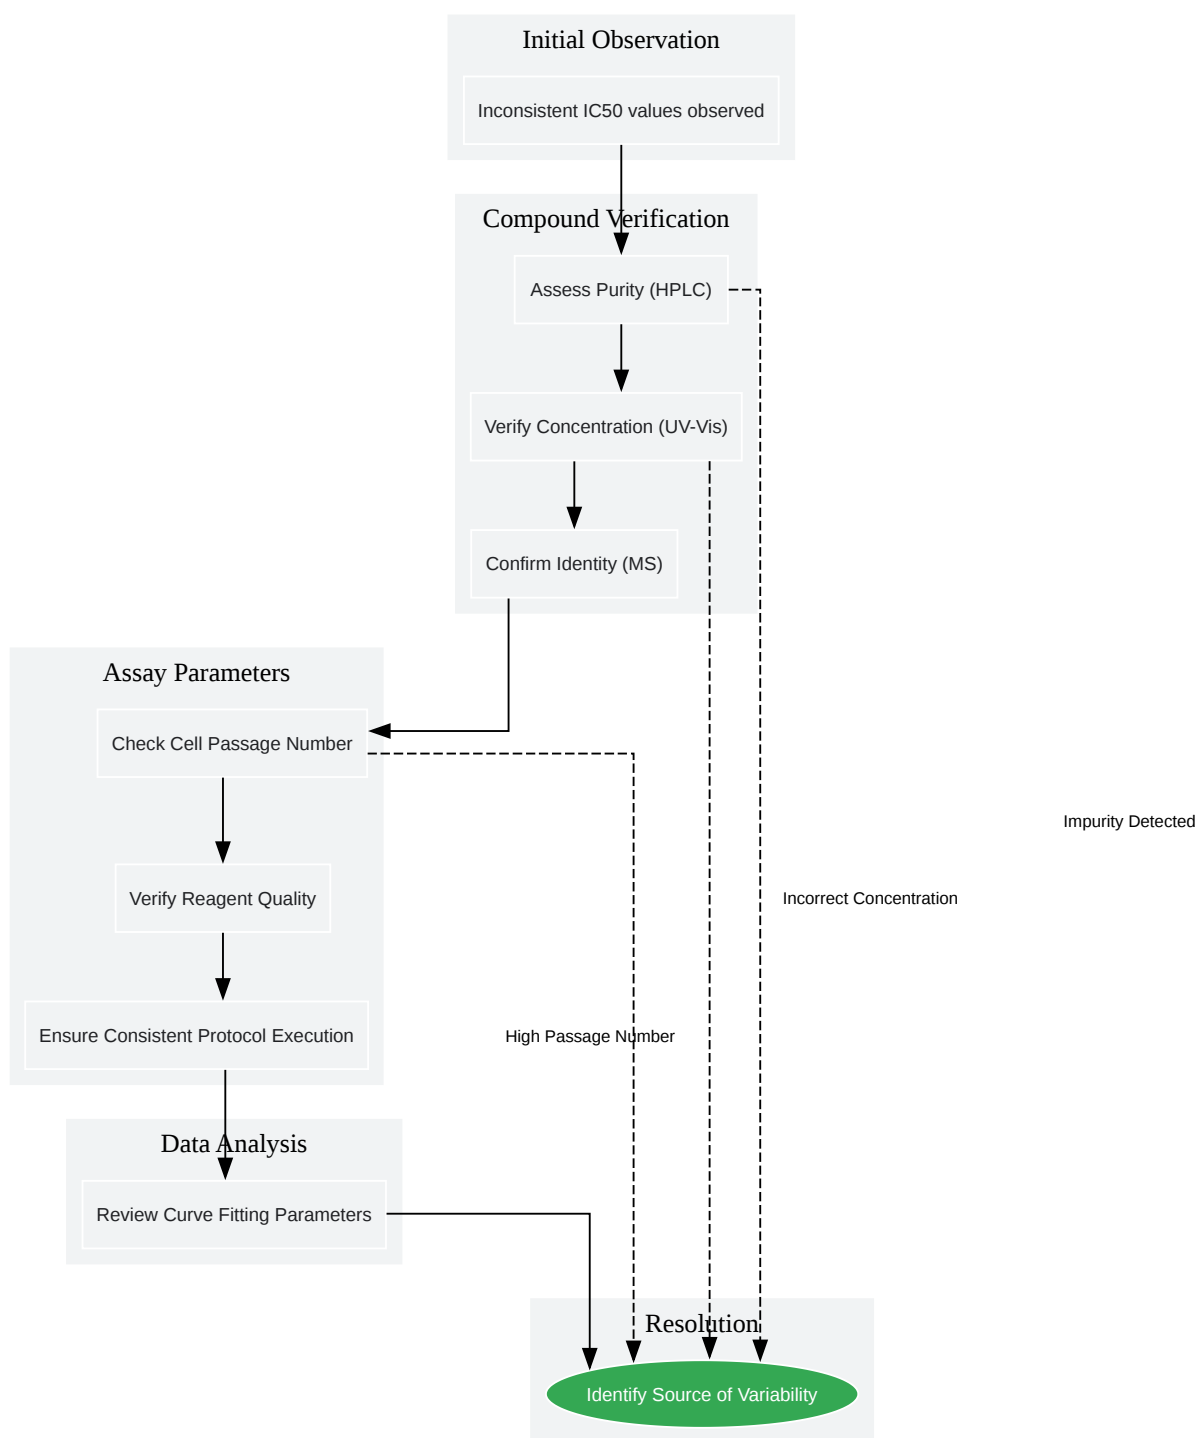 Initial Observation
Inconsistent IC50 values observed
Compound Verification
Assess Purity (HPLC)
Verify Concentration (UV-Vis)
Confirm Identity (MS)
Assay Parameters
Check Cell Passage Number
Impurity Detected
Verify Reagent Quality
Incorrect Concentration
Ensure Consistent Protocol Execution
High Passage Number
Data Analysis
Review Curve Fitting Parameters
Resolution
Identify Source of Variability